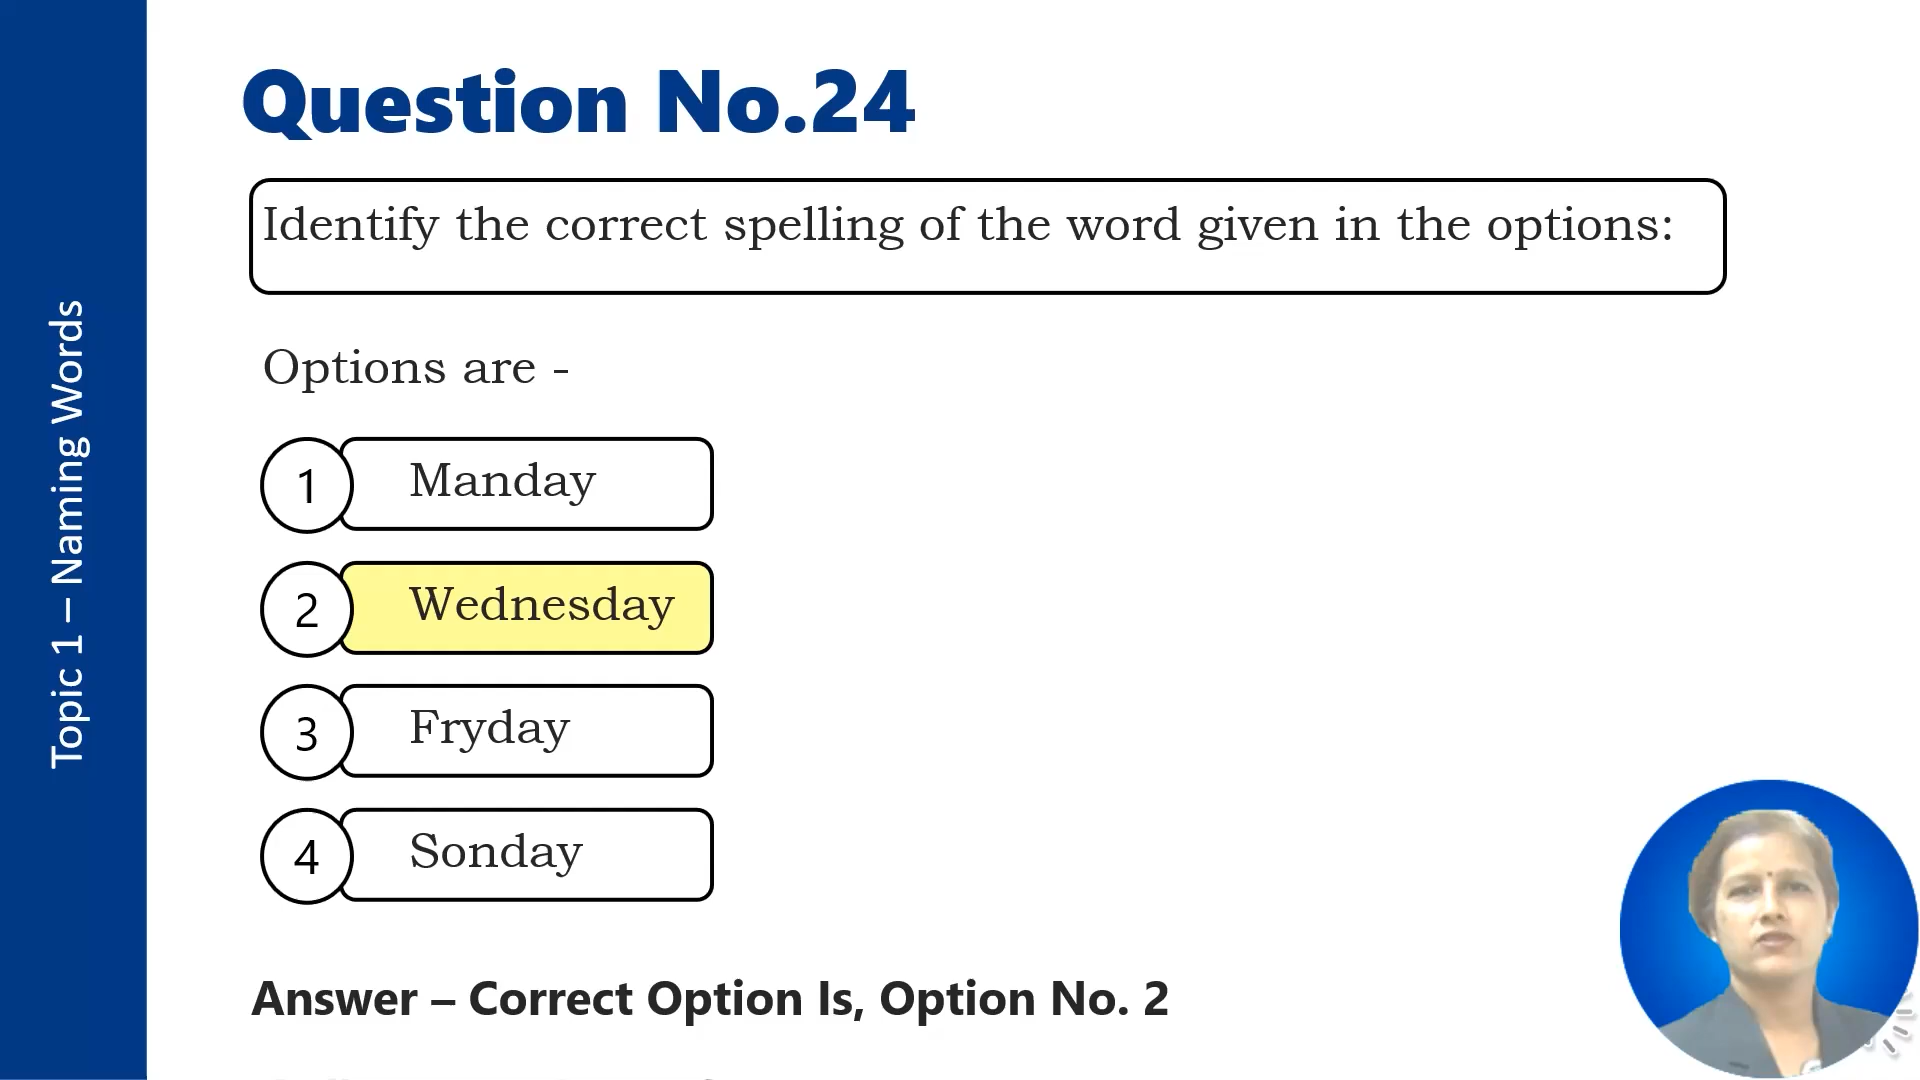 Topic 1 – Naming Words
Question No.24
Identify the correct spelling of the word given in the options:
Options are -
1 Manday
2 Wednesday
3 Fryday
4 Sonday
Answer – Correct Option Is, Option No. 2